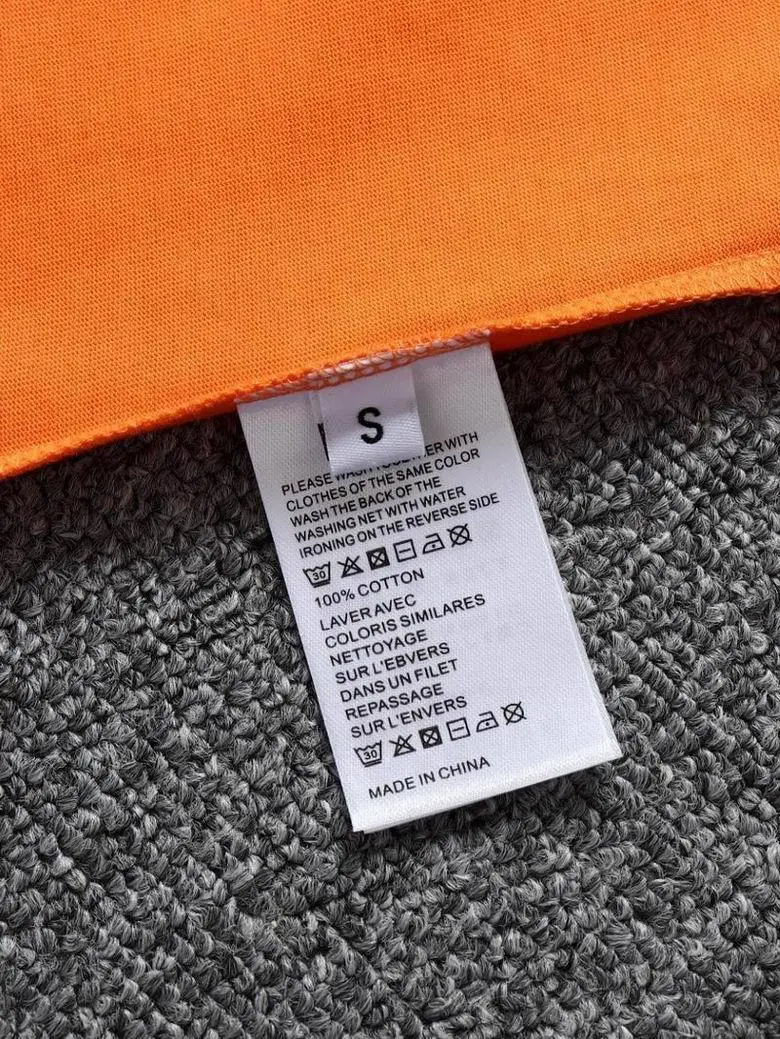 S
PLEASE WASH TOGETHER WITH
CLOTHES OF THE SAME COLOR
WASH THE BACK OF THE
WASHING NET WITH WATER
IRONING ON THE REVERSE SIDE
30
100% COTTON
LAVER AVEC
COLORIS SIMILARES
NETTOYAGE
SUR L'EBVERS
DANS UN FILET
REPASSAGE
SUR L'ENVERS
30
MADE IN CHINA